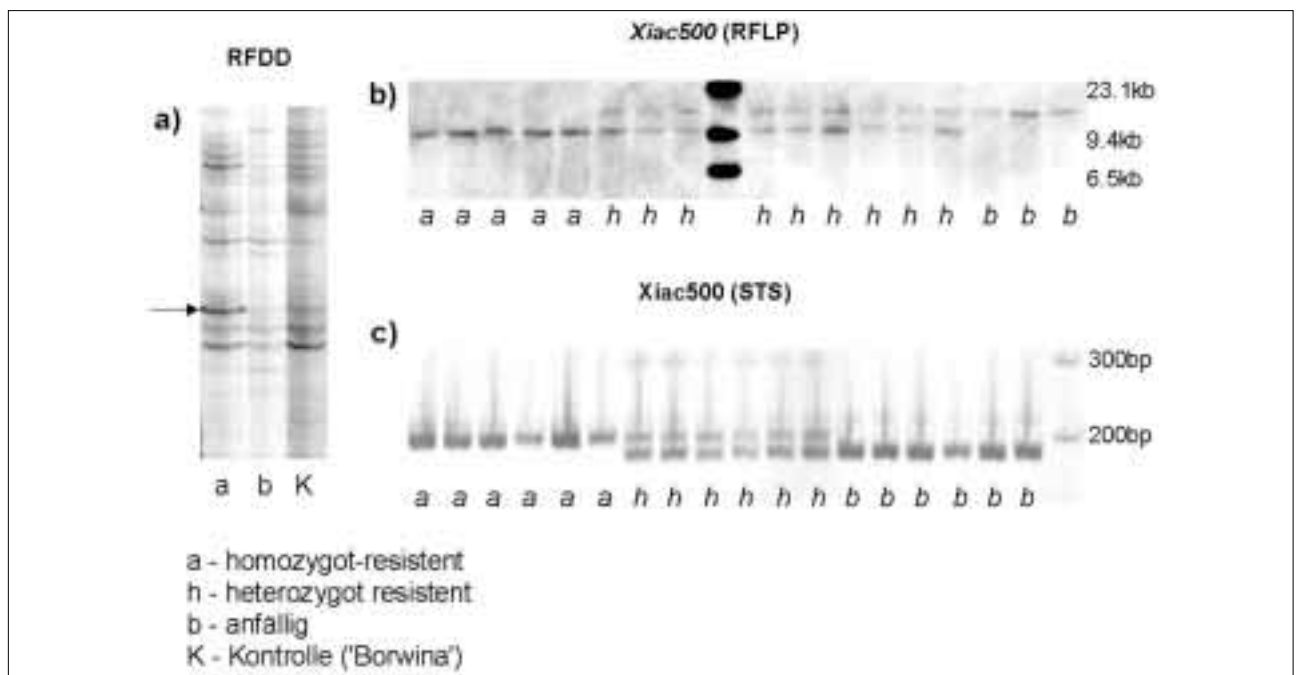 RFDD
a)
a b K
Xiac500 (RFLP)
b)
23.1kb
9.4kb
6.5kb
a a a a a h h h h h h h h h b b b
Xiac500 (STS)
c)
300bp
200bp
a a a a a a h h h h h h b b b b b b
a - homozygot-resistent
h - heterozygot resistent
b - anfällig
K - Kontrolle ('Borwina')